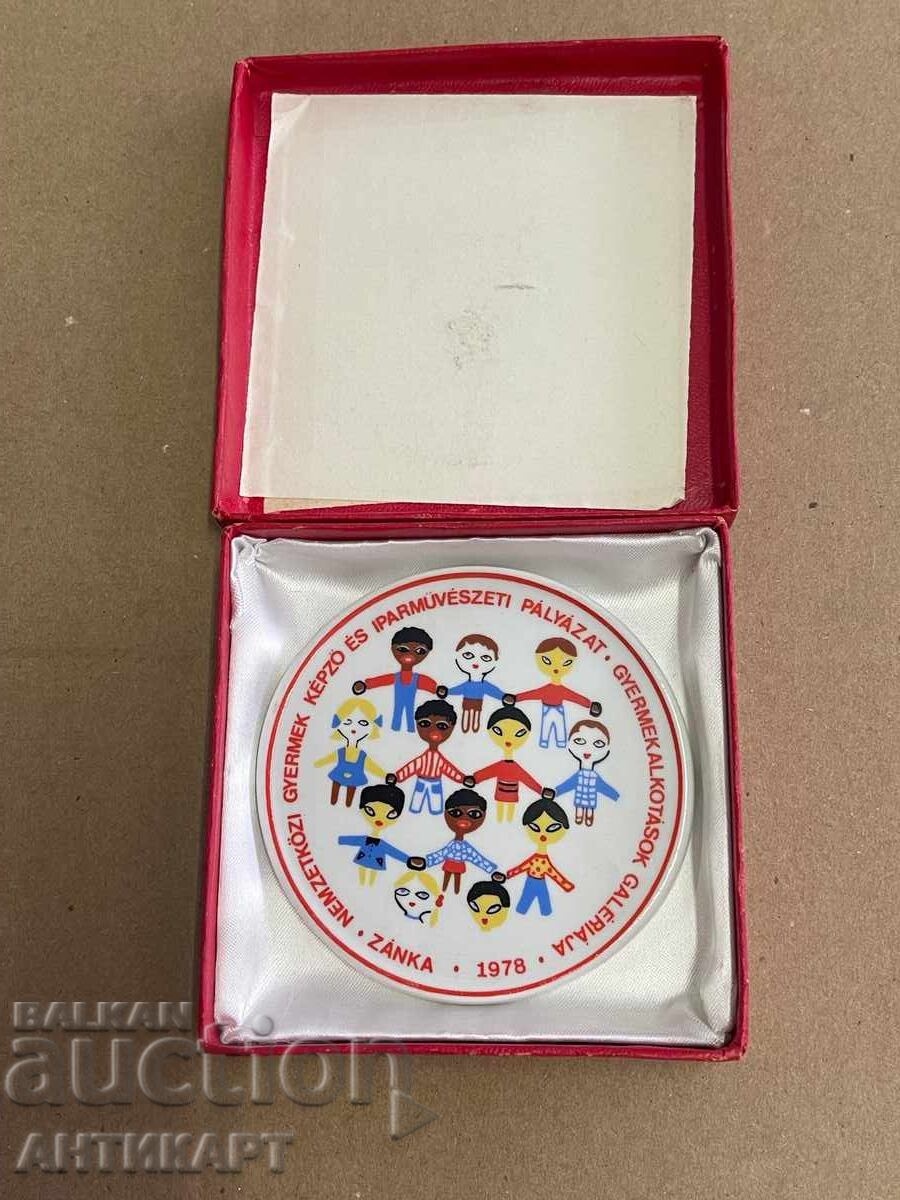 NEMZETKÖZI GYERMEK KÉPZŐ ÉS IPARMŰVÉSZETI PÁLYÁZAT · GYERMEKALKOTÁSOK GALÉRIÁJA · ZÁNKA · 1978 ·
BALKAN
auction
АНТИКАРТ